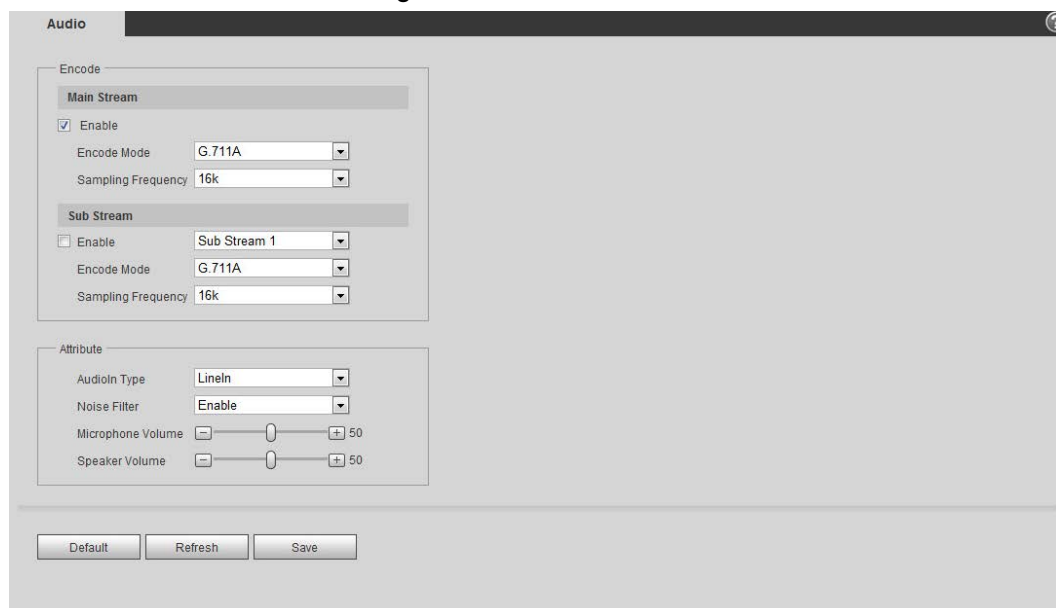 Audio
Encode
Main Stream
Enable
Encode Mode G.711A
Sampling Frequency 16k
Sub Stream
Enable Sub Stream 1
Encode Mode G.711A
Sampling Frequency 16k
Attribute
AudioIn Type LineIn
Noise Filter Enable
Microphone Volume 50
Speaker Volume 50
Default Refresh Save